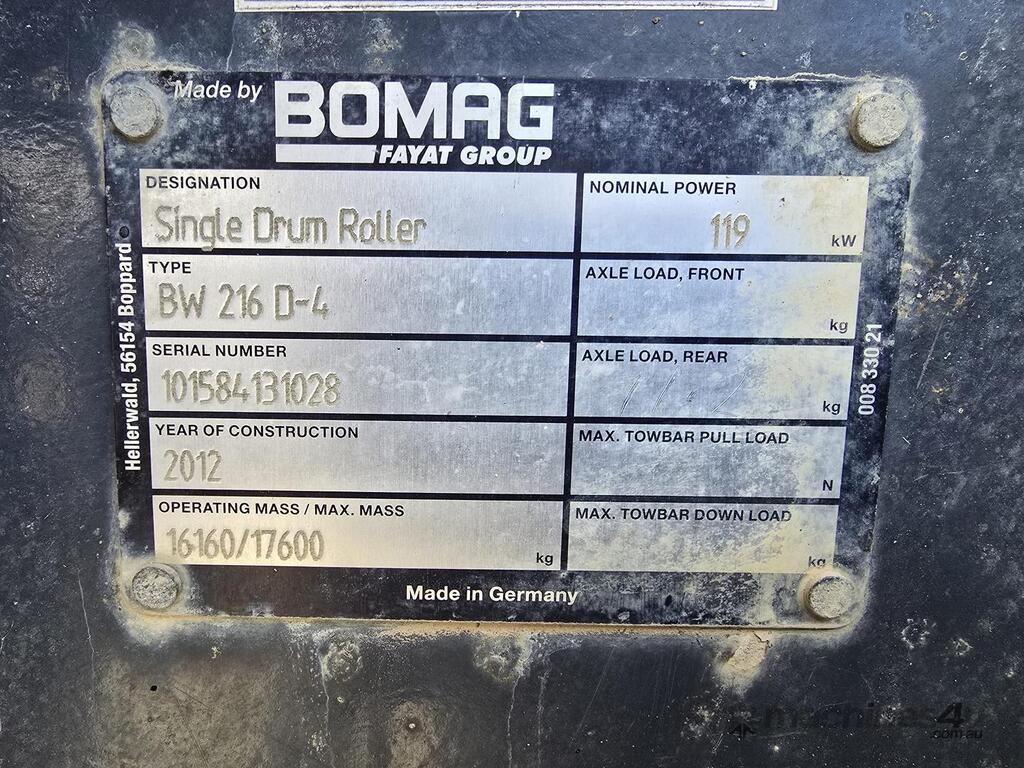 Made by BOMAG
FAYAT GROUP
DESIGNATION
Single Drum Roller
NOMINAL POWER
119 kW
TYPE
BW 216 D-4
AXLE LOAD, FRONT
kg
SERIAL NUMBER
101584131028
AXLE LOAD, REAR
kg
YEAR OF CONSTRUCTION
2012
MAX. TOWBAR PULL LOAD
N
OPERATING MASS / MAX. MASS
16160/17600 kg
MAX. TOWBAR DOWN LOAD
kg
Made in Germany
Hellerwald, 56154 Boppard
008 330 21
machines4u
.com.au